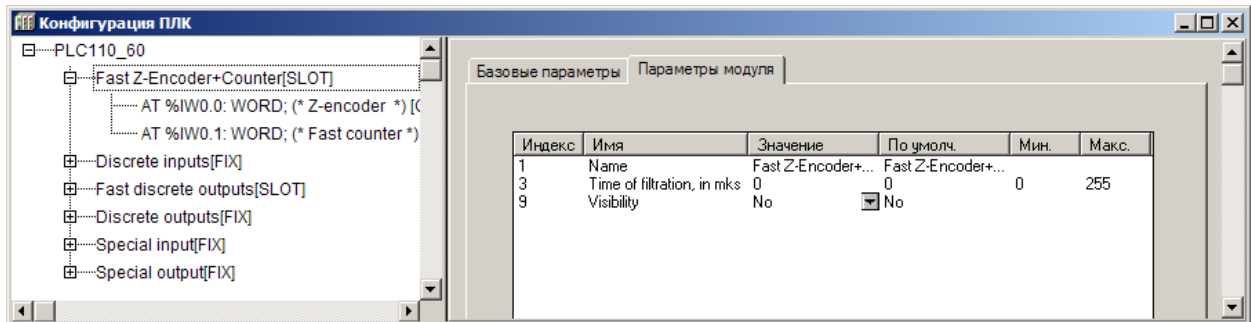 Конфигурация ПЛК
PLC110_60
Fast Z-Encoder+Counter[SLOT]
AT %IW0.0: WORD; (* Z-encoder *) [
AT %IW0.1: WORD; (* Fast counter *)
Discrete inputs[FIX]
Fast discrete outputs[SLOT]
Discrete outputs[FIX]
Special input[FIX]
Special output[FIX]
Базовые параметры Параметры модуля
Индекс Имя Значение По умолч. Мин. Макс.
1 Name Fast Z-Encoder+... Fast Z-Encoder+...
3 Time of filtration, in mks 0 0 0 255
9 Visibility No No